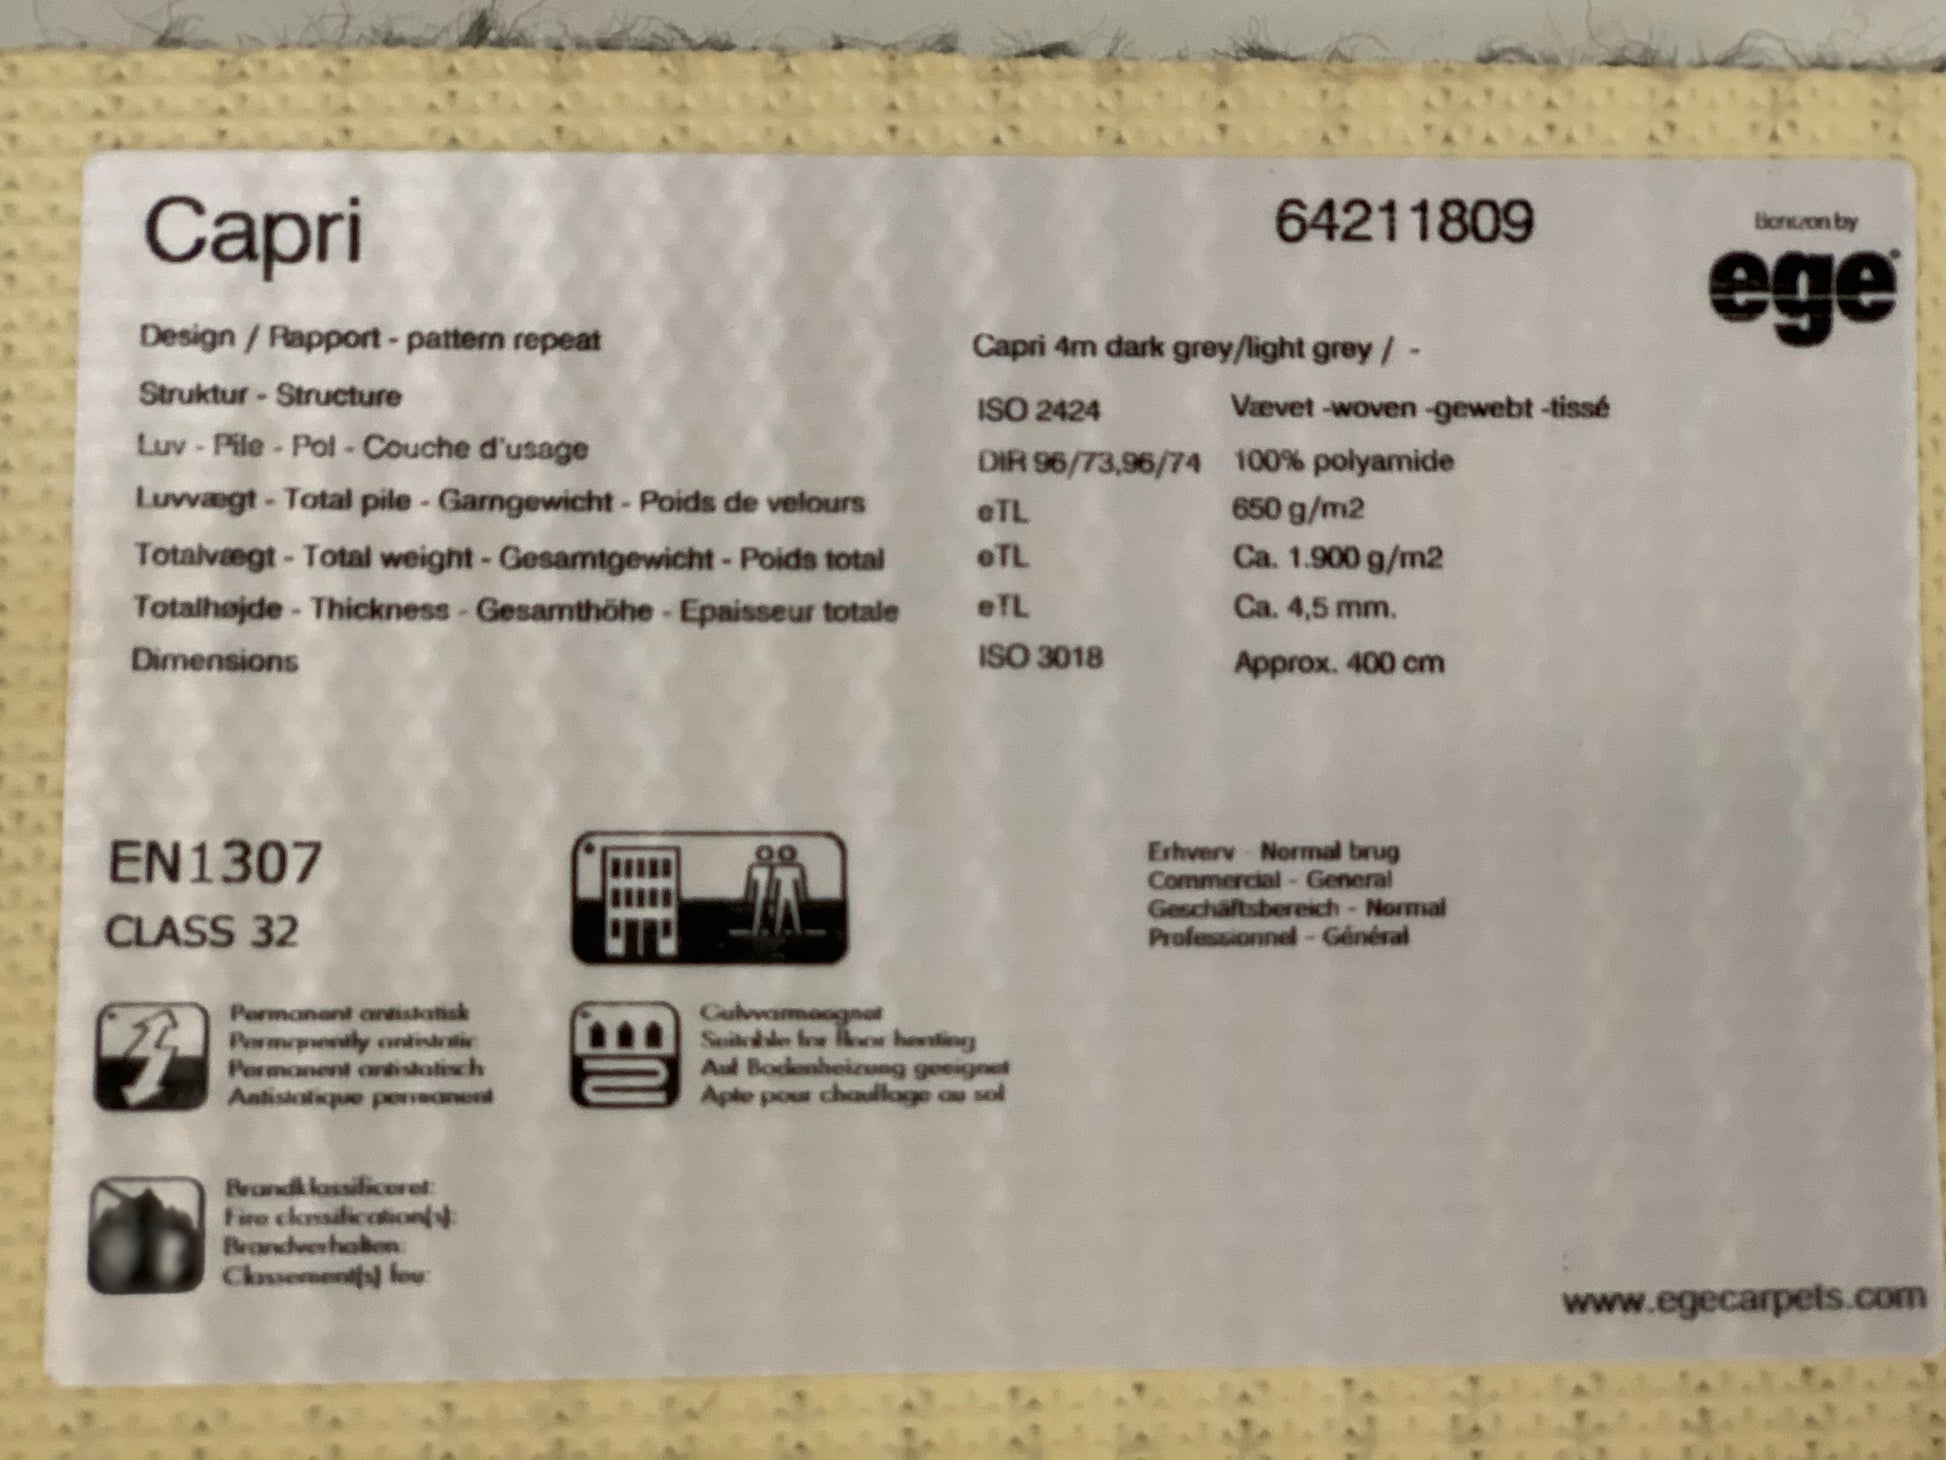 Capri
64211809
by
ege
Design / Rapport - pattern repeat
Capri 4m dark grey/light grey / -
Struktur - Structure
ISO 2424 Vævet -woven -gewebt -tissé
Luv - Pile - Pol - Couche d'usage
DIR 96/73,96/74 100% polyamide
Luvvægt - Total pile - Garngewicht - Poids de velours
eTL 650 g/m2
Totalvægt - Total weight - Gesamtgewicht - Poids total
eTL Ca. 1.900 g/m2
Totalhøjde - Thickness - Gesamthöhe - Epaisseur totale
eTL Ca. 4,5 mm.
Dimensions
ISO 3018 Approx. 400 cm
EN1307
CLASS 32
Erhverv - Normal brug
Commercial - General
Geschäftsbereich - Normal
Professionnel - Général
Permanent antistatisk
Permanently antistatic
Permanent antistatisch
Antistatique permanent
Gulvvarmeegnet
Suitable for floor heating
Auf Bodenheizung geeignet
Apte pour chauffage au sol
Brandklassificeret:
Fire classification(s):
Brandverhalten:
Classement(s) feu:
www.egecarpets.com